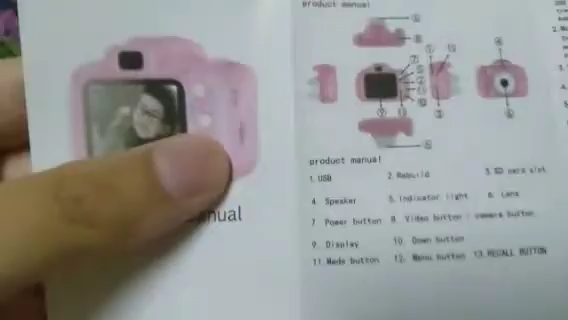 anual
product manual
product manual
1.USB 2.Rebuild 3.SD card slot
4 Speaker 5.Indicator light 6. Lens
7 Power button 8 Video button / camera button
9. Display 10. Down button
11.Mode button 12. Menu button 13.RECALL BUTTON